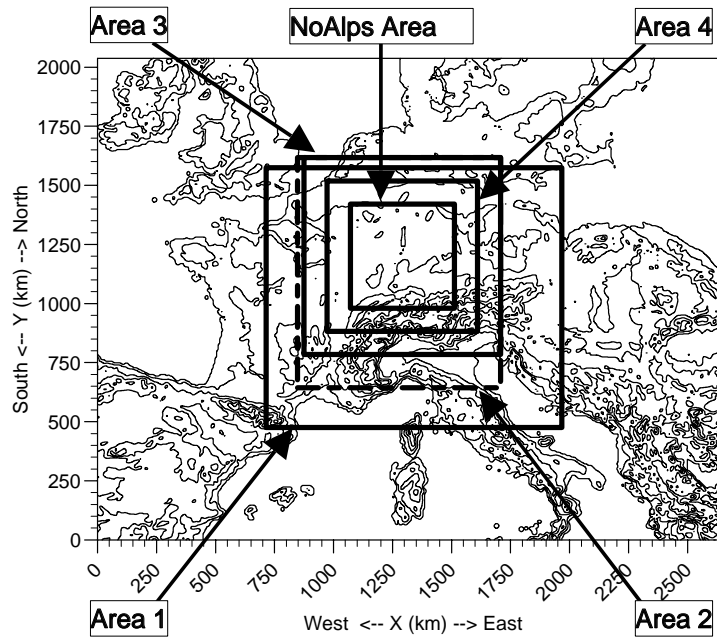 Area 3
NoAlps Area
Area 4
2000
1750
1500
1250
1000
750
500
250
0
South <-- Y (km) --> North
0
250
500
750
1000
1250
1500
1750
2000
2250
2500
West <-- X (km) --> East
Area 1
Area 2